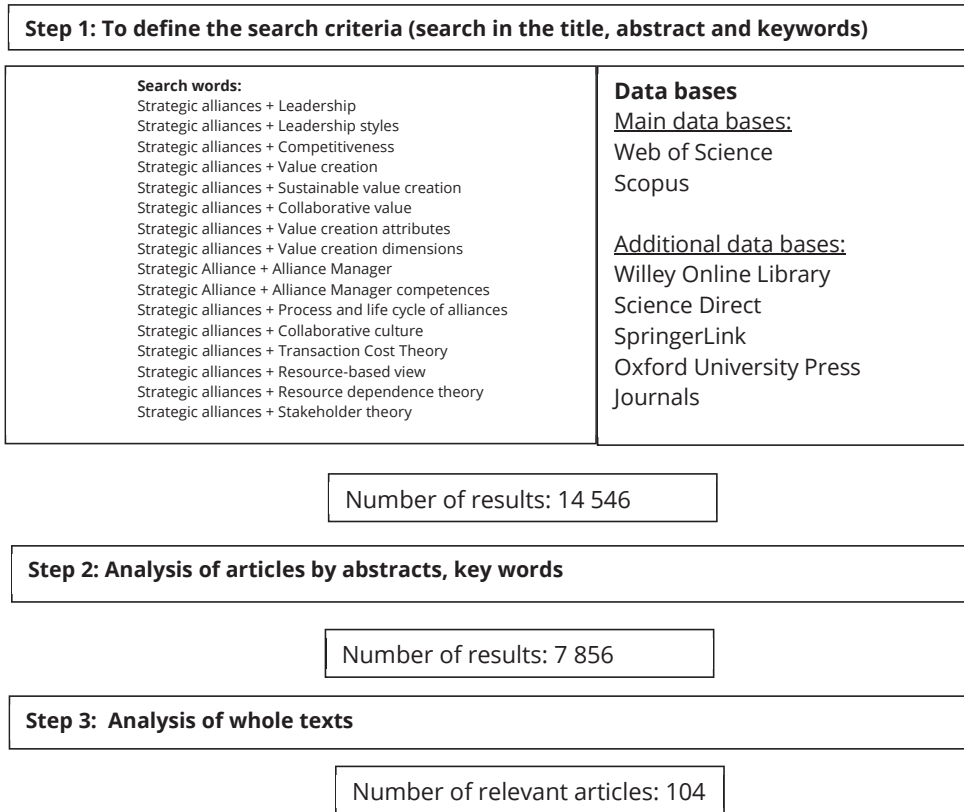 Step 1: To define the search criteria (search in the title, abstract and keywords)
Search words:
Strategic alliances + Leadership
Strategic alliances + Leadership styles
Strategic alliances + Competitiveness
Strategic alliances + Value creation
Strategic alliances + Sustainable value creation
Strategic alliances + Collaborative value
Strategic alliances + Value creation attributes
Strategic alliances + Value creation dimensions
Strategic Alliance + Alliance Manager
Strategic Alliance + Alliance Manager competences
Strategic alliances + Process and life cycle of alliances
Strategic alliances + Collaborative culture
Strategic alliances + Transaction Cost Theory
Strategic alliances + Resource-based view
Strategic alliances + Resource dependence theory
Strategic alliances + Stakeholder theory
Data bases
Main data bases:
Web of Science
Scopus
Additional data bases:
Willey Online Library
Science Direct
SpringerLink
Oxford University Press
Journals
Number of results: 14 546
Step 2: Analysis of articles by abstracts, key words
Number of results: 7 856
Step 3:  Analysis of whole texts
Number of relevant articles: 104